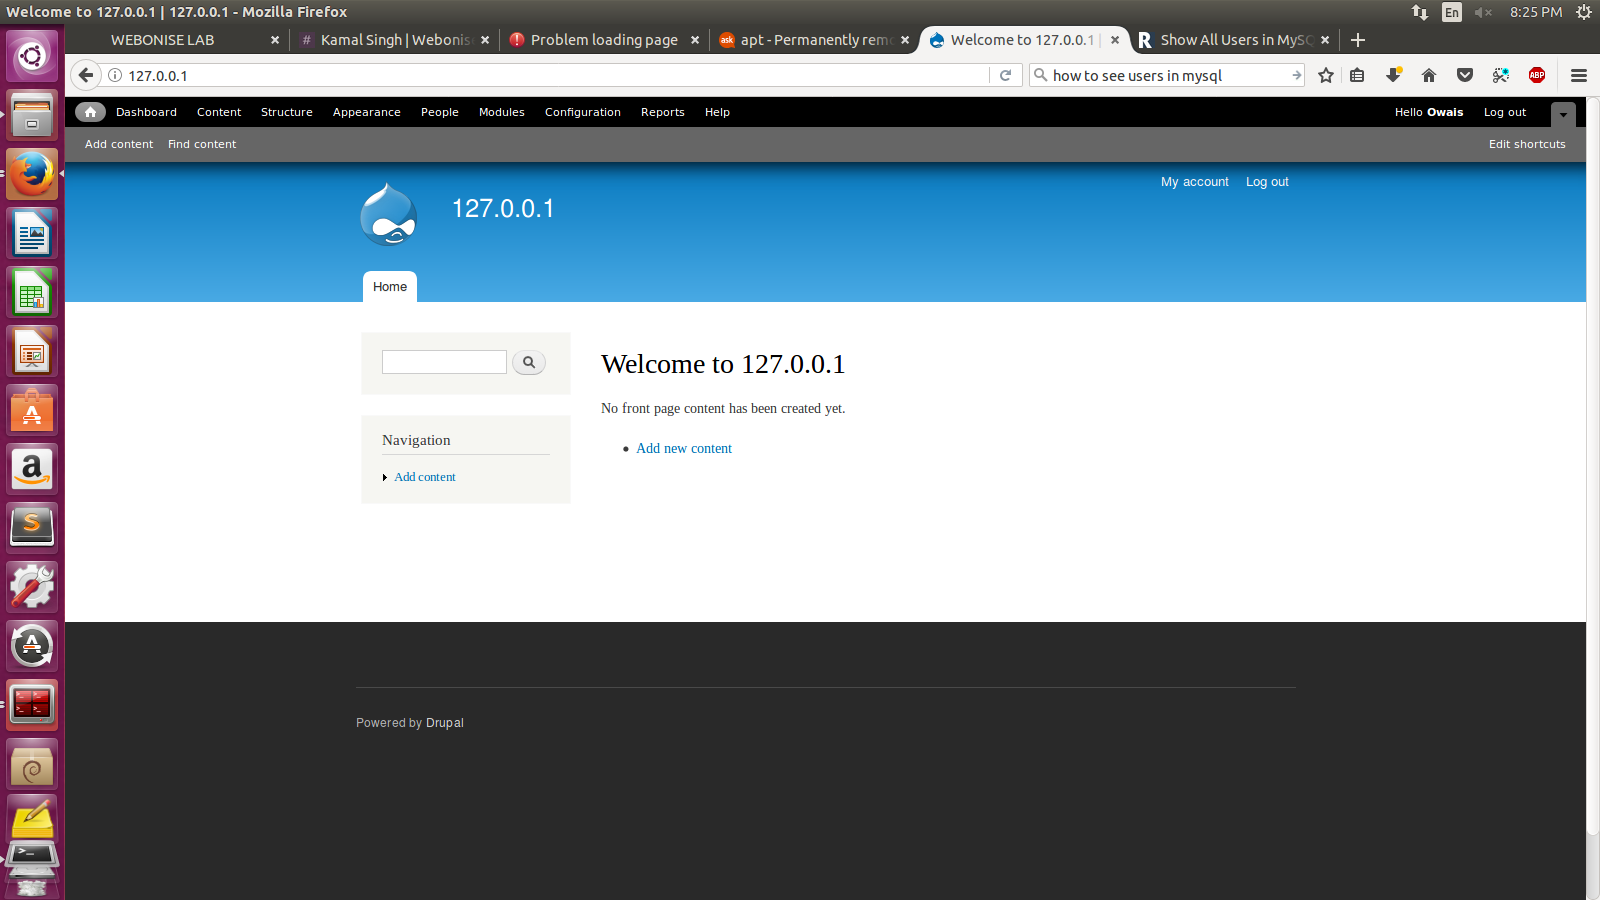 Welcome to 127.0.0.1 | 127.0.0.1 - Mozilla Firefox
En
8:25 PM
WEBONISE LAB
# Kamal Singh | Webonise
Problem loading page
ask apt - Permanently remo
Welcome to 127.0.0.1 |
R Show All Users in MySQ
127.0.0.1
how to see users in mysql
ABP
Dashboard Content Structure Appearance People Modules Configuration Reports Help
Hello Owais Log out
Add content Find content
Edit shortcuts
My account Log out
127.0.0.1
Home
Welcome to 127.0.0.1
No front page content has been created yet.
Add new content
Navigation
Add content
Powered by Drupal